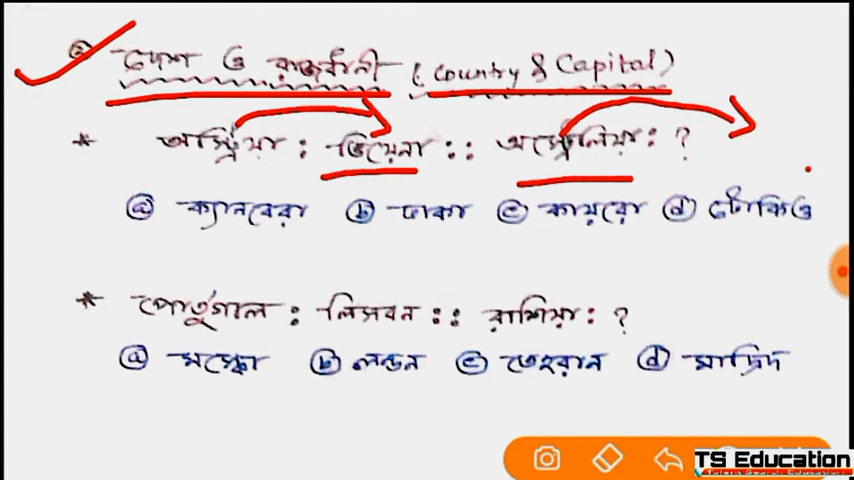 দেশ ও রাজধানী (Country & Capital)
* অস্ট্রিয়া : ভিয়েনা :: অস্ট্রেলিয়া : ?
ⓐ ক্যানবেরা ⓑ ঢাকা ⓒ কায়রো ⓓ টোকিও
* পোর্তুগাল : লিসবন :: রাশিয়া : ?
ⓐ মস্কো ⓑ লন্ডন ⓒ তেহরান ⓓ মাদ্রিদ
TS Education